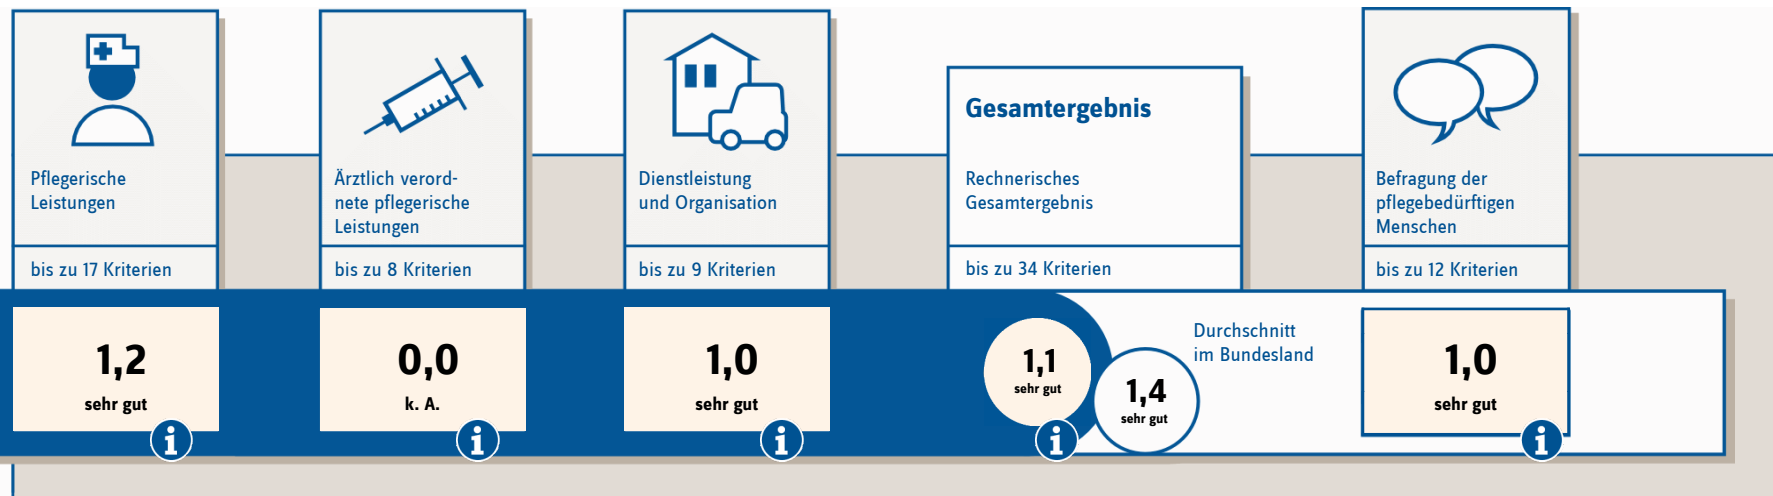 Pflegerische
Leistungen
bis zu 17 Kriterien
1,2
sehr gut
i
Ärztlich verord-
nete pflegerische
Leistungen
bis zu 8 Kriterien
0,0
k. A.
i
Dienstleistung
und Organisation
bis zu 9 Kriterien
1,0
sehr gut
i
Gesamtergebnis
Rechnerisches
Gesamtergebnis
bis zu 34 Kriterien
1,1
sehr gut
i
1,4
sehr gut
Durchschnitt
im Bundesland
Befragung der
pflegebedürftigen
Menschen
bis zu 12 Kriterien
1,0
sehr gut
i